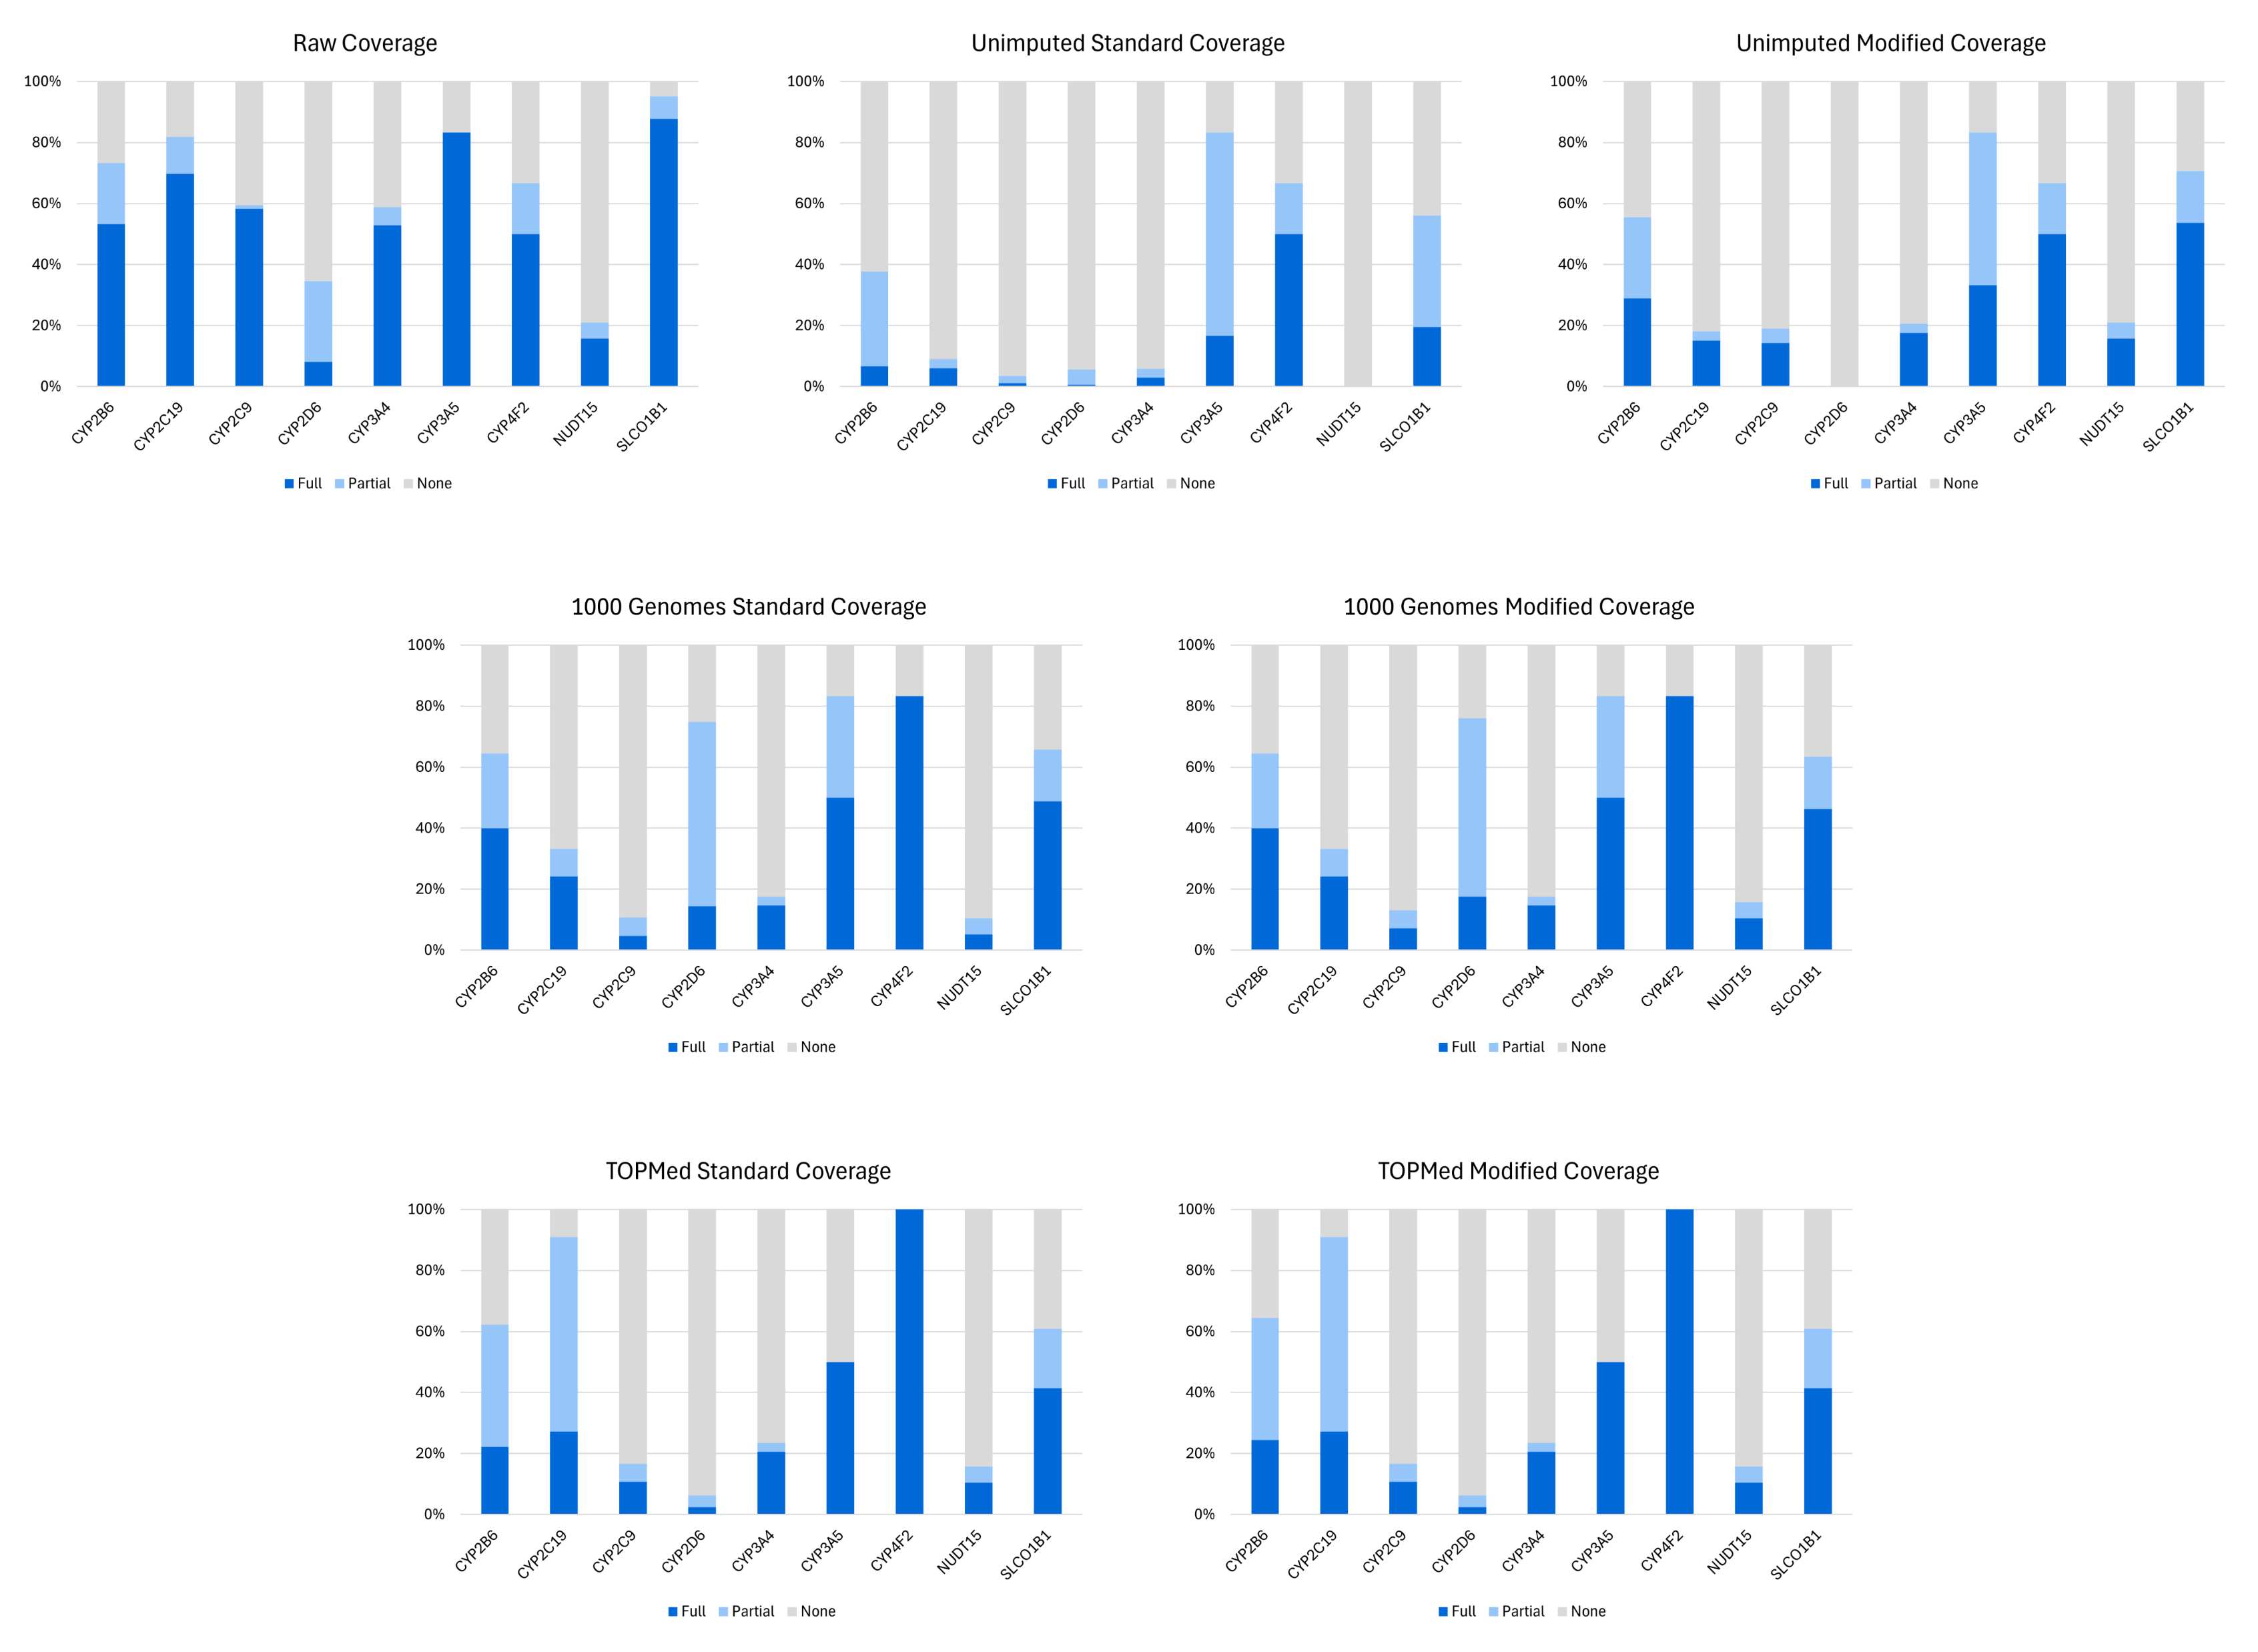 Raw Coverage
100%
80%
60%
40%
20%
0%
CYP2B6
CYP2C19
CYP2C9
CYP2D6
CYP3A4
CYP3A5
CYP4F2
NUDT15
SLCO1B1
Full Partial None
Unimputed Standard Coverage
100%
80%
60%
40%
20%
0%
CYP2B6
CYP2C19
CYP2C9
CYP2D6
CYP3A4
CYP3A5
CYP4F2
NUDT15
SLCO1B1
Full Partial None
Unimputed Modified Coverage
100%
80%
60%
40%
20%
0%
CYP2B6
CYP2C19
CYP2C9
CYP2D6
CYP3A4
CYP3A5
CYP4F2
NUDT15
SLCO1B1
Full Partial None
1000 Genomes Standard Coverage
100%
80%
60%
40%
20%
0%
CYP2B6
CYP2C19
CYP2C9
CYP2D6
CYP3A4
CYP3A5
CYP4F2
NUDT15
SLCO1B1
Full Partial None
1000 Genomes Modified Coverage
100%
80%
60%
40%
20%
0%
CYP2B6
CYP2C19
CYP2C9
CYP2D6
CYP3A4
CYP3A5
CYP4F2
NUDT15
SLCO1B1
Full Partial None
TOPMed Standard Coverage
100%
80%
60%
40%
20%
0%
CYP2B6
CYP2C19
CYP2C9
CYP2D6
CYP3A4
CYP3A5
CYP4F2
NUDT15
SLCO1B1
Full Partial None
TOPMed Modified Coverage
100%
80%
60%
40%
20%
0%
CYP2B6
CYP2C19
CYP2C9
CYP2D6
CYP3A4
CYP3A5
CYP4F2
NUDT15
SLCO1B1
Full Partial None